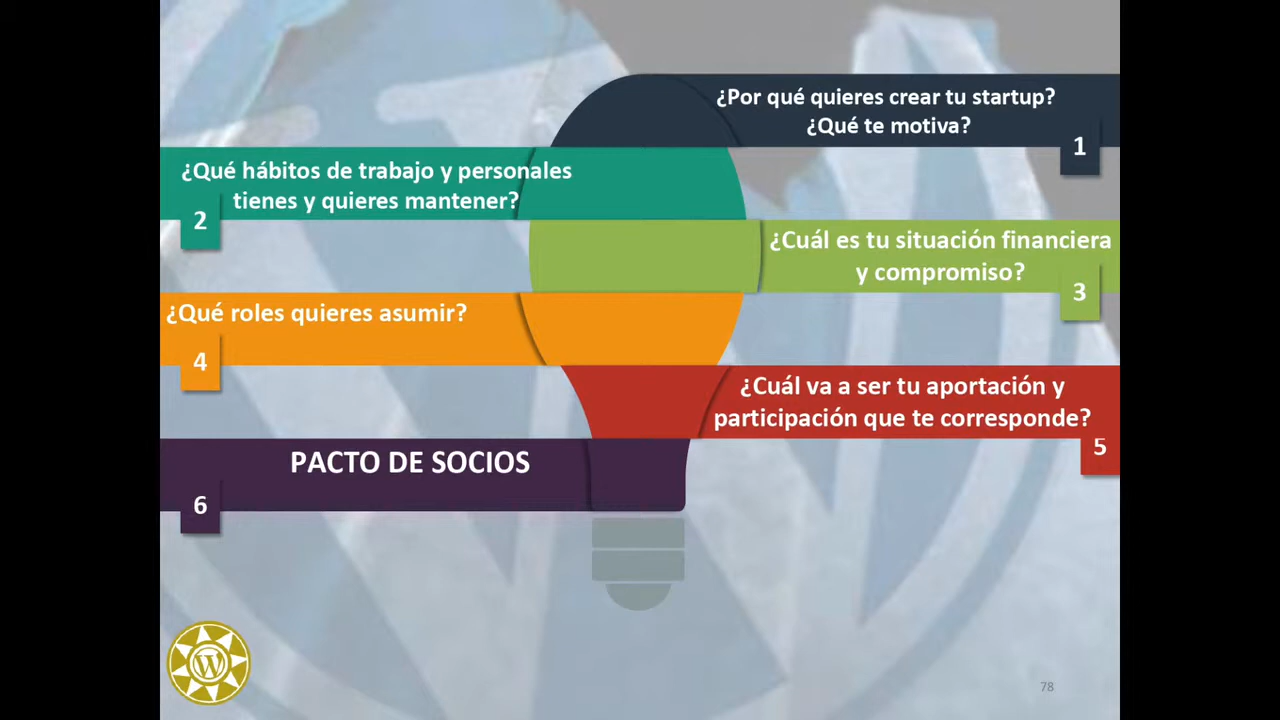 ¿Por qué quieres crear tu startup?
¿Qué te motiva?
1
¿Qué hábitos de trabajo y personales
tienes y quieres mantener?
2
¿Cuál es tu situación financiera
y compromiso?
3
¿Qué roles quieres asumir?
4
¿Cuál va a ser tu aportación y
participación que te corresponde?
5
PACTO DE SOCIOS
6
W
78